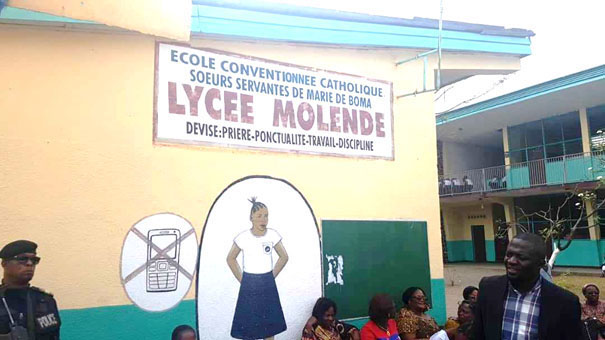 ECOLE CONVENTIONNEE CATHOLIQUE
SOEURS SERVANTES DE MARIE DE BOMA
LYCEE MOLENDE
DEVISE:PRIERE-PONCTUALITE-TRAVAIL-DISCIPLINE
POLICE